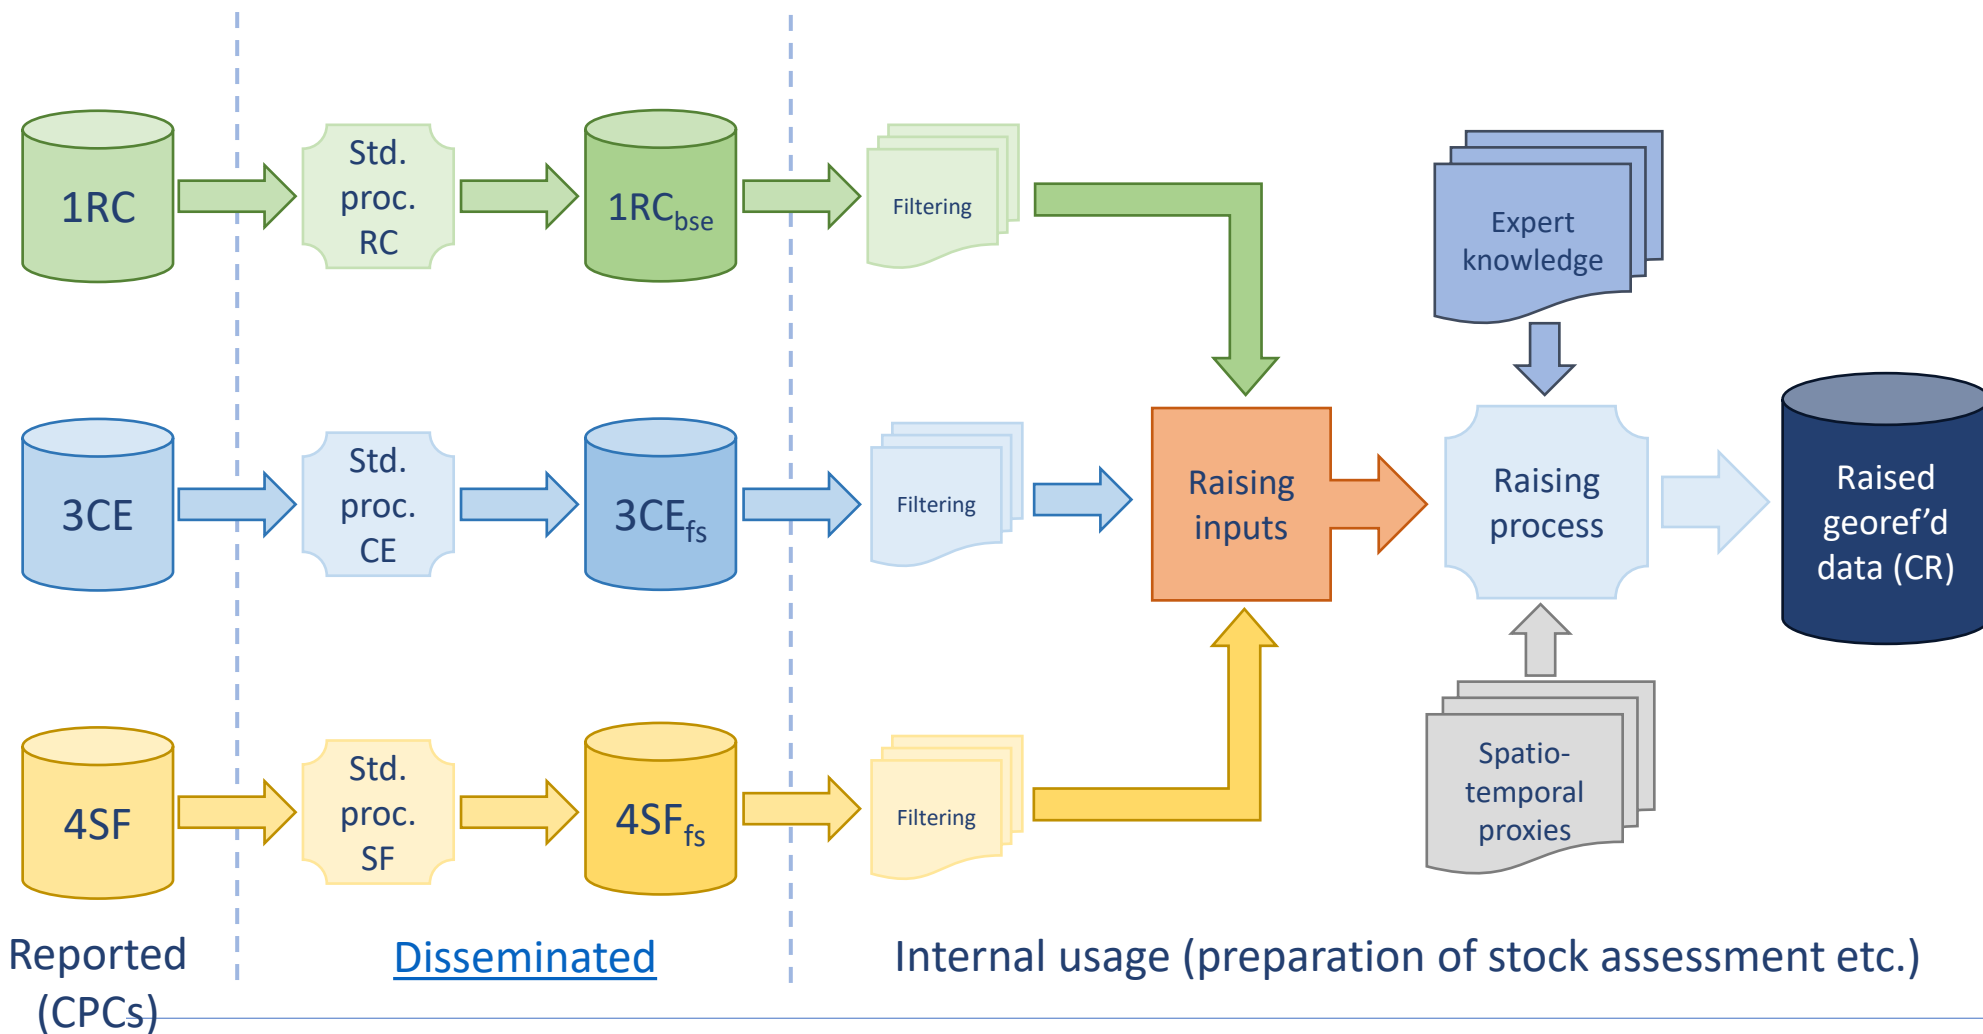 1RC
Std.
proc.
RC
1RCbse
Filtering
Expert
knowledge
3CE
Std.
proc.
CE
3CEfs
Filtering
Raising
inputs
Raising
process
Raised
georef’d
data (CR)
4SF
Std.
proc.
SF
4SFfs
Filtering
Spatio-
temporal
proxies
Reported
(CPCs)
Disseminated
Internal usage (preparation of stock assessment etc.)